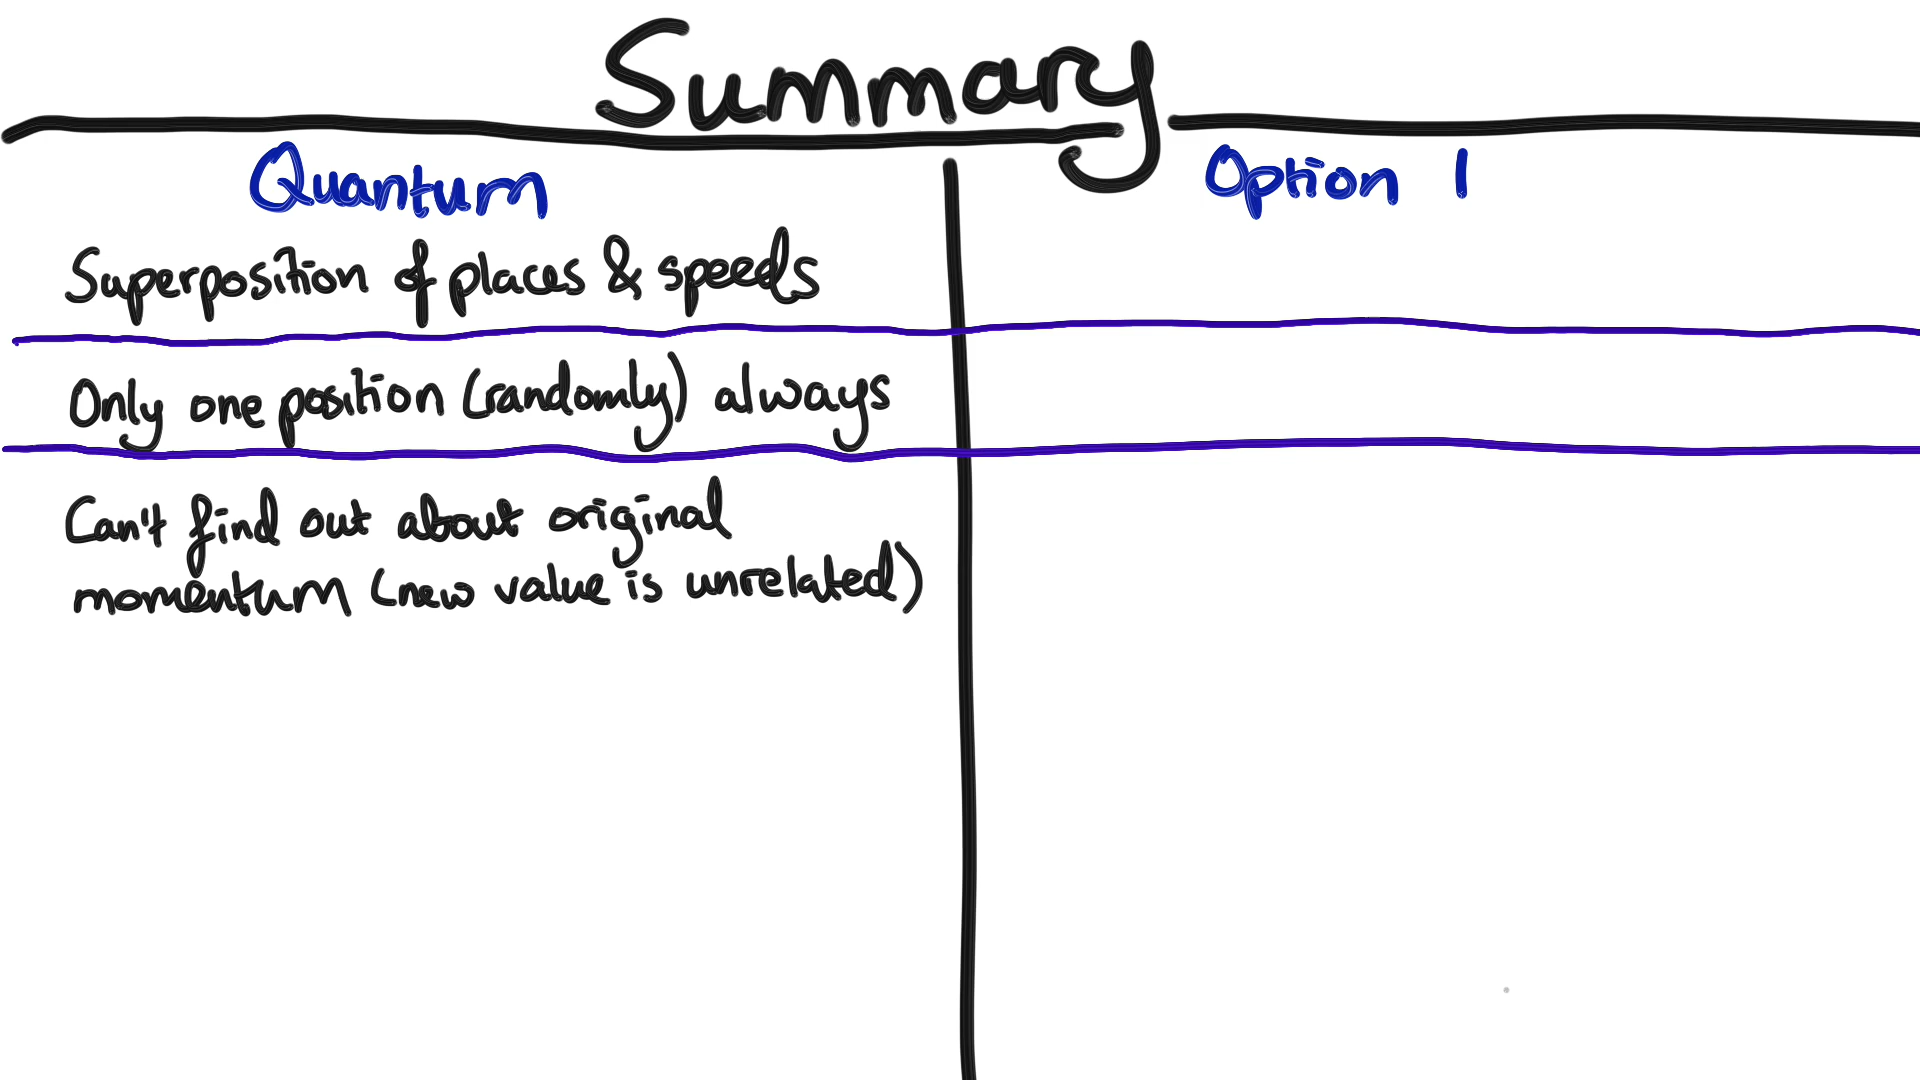 Summary
Quantum
Option 1
Superposition of places & speeds
Only one position (randomly) always
Can't find out about original
momentum (new value is unrelated)